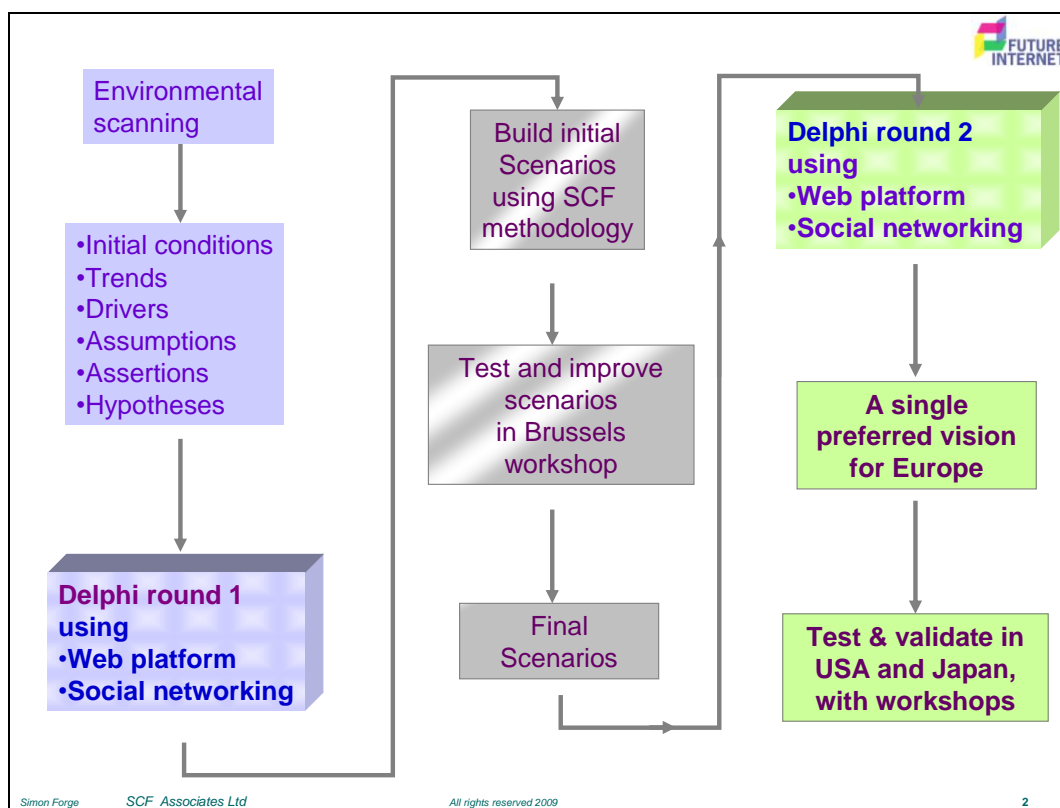 FUTURE
INTERNET
Environmental
scanning
•Initial conditions
•Trends
•Drivers
•Assumptions
•Assertions
•Hypotheses
Delphi round 1
using
•Web platform
•Social networking
Build initial
Scenarios
using SCF
methodology
Test and improve
scenarios
in Brussels
workshop
Final
Scenarios
Delphi round 2
using
•Web platform
•Social networking
A single
preferred vision
for Europe
Test & validate in
USA and Japan,
with workshops
Simon Forge SCF Associates Ltd All rights reserved 2009 2